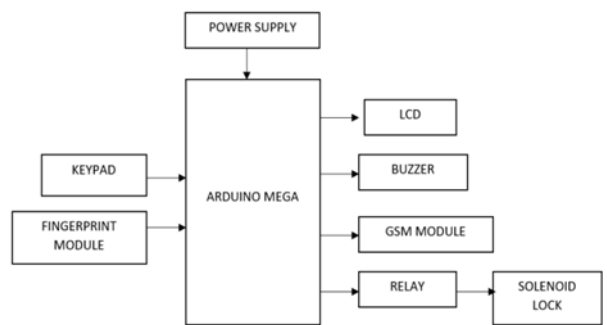 POWER SUPPLY
LCD
KEYPAD
BUZZER
ARDUINO MEGA
FINGERPRINT
MODULE
GSM MODULE
RELAY
SOLENOID
LOCK